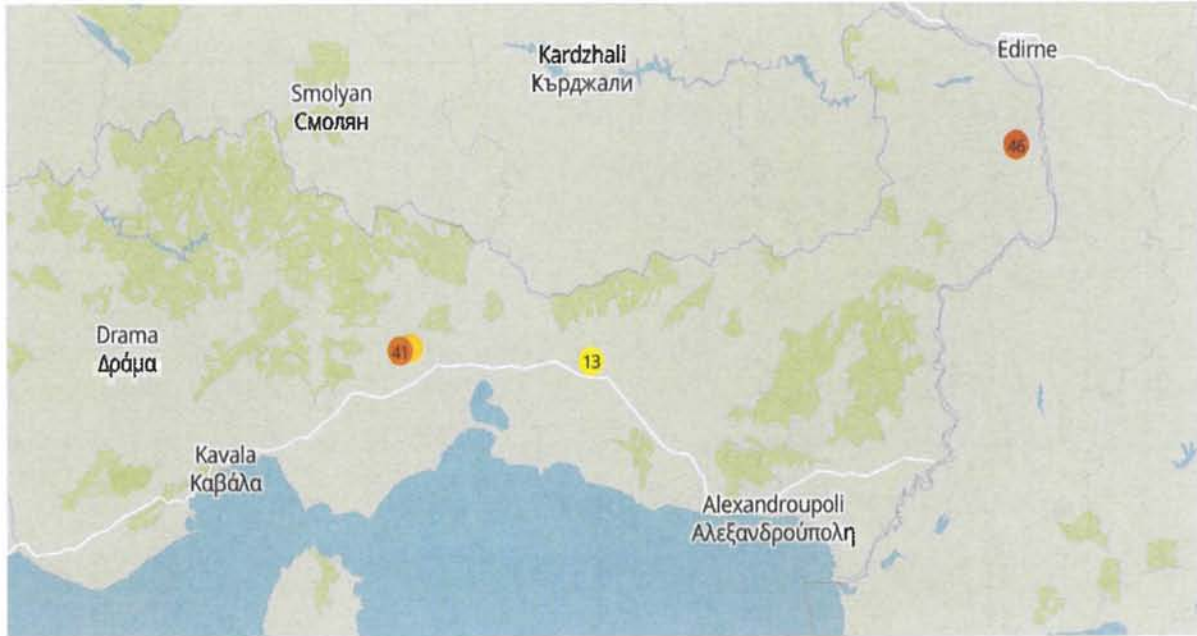 Kardzhali
Кърджали
Edirne
Smolyan
Смолян
46
Drama
Δράμα
41
13
Kavala
Καβάλα
Alexandroupoli
Αλεξανδρούπολη